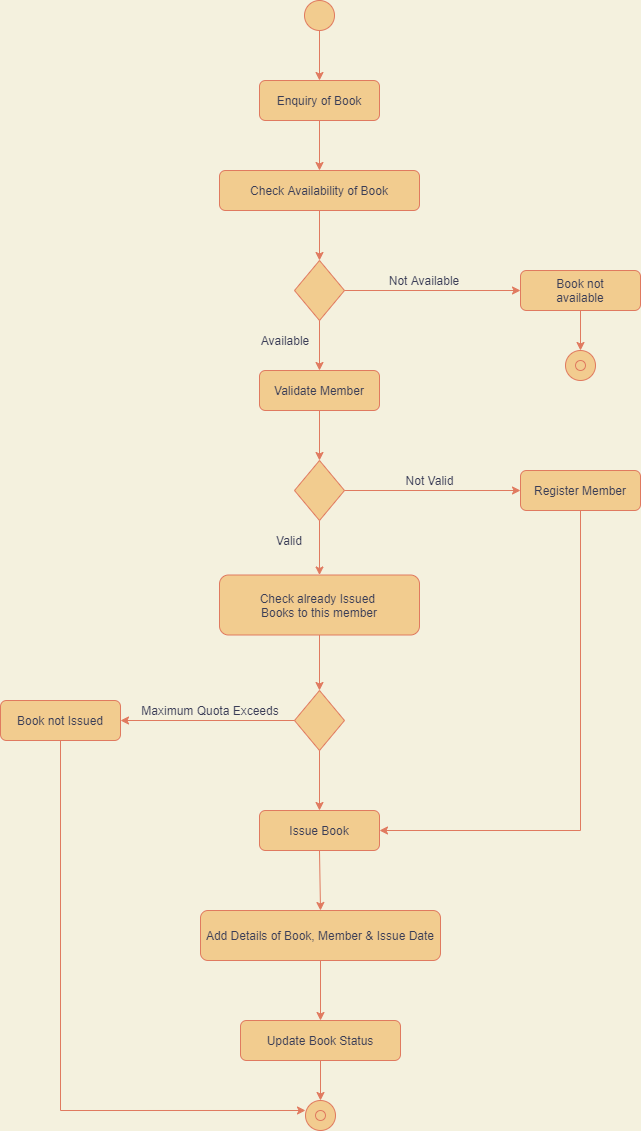 Enquiry of Book
Check Availability of Book
Not Available
Book not
available
Available
Validate Member
Not Valid
Register Member
Valid
Check already Issued
Books to this member
Maximum Quota Exceeds
Book not Issued
Issue Book
Add Details of Book, Member & Issue Date
Update Book Status